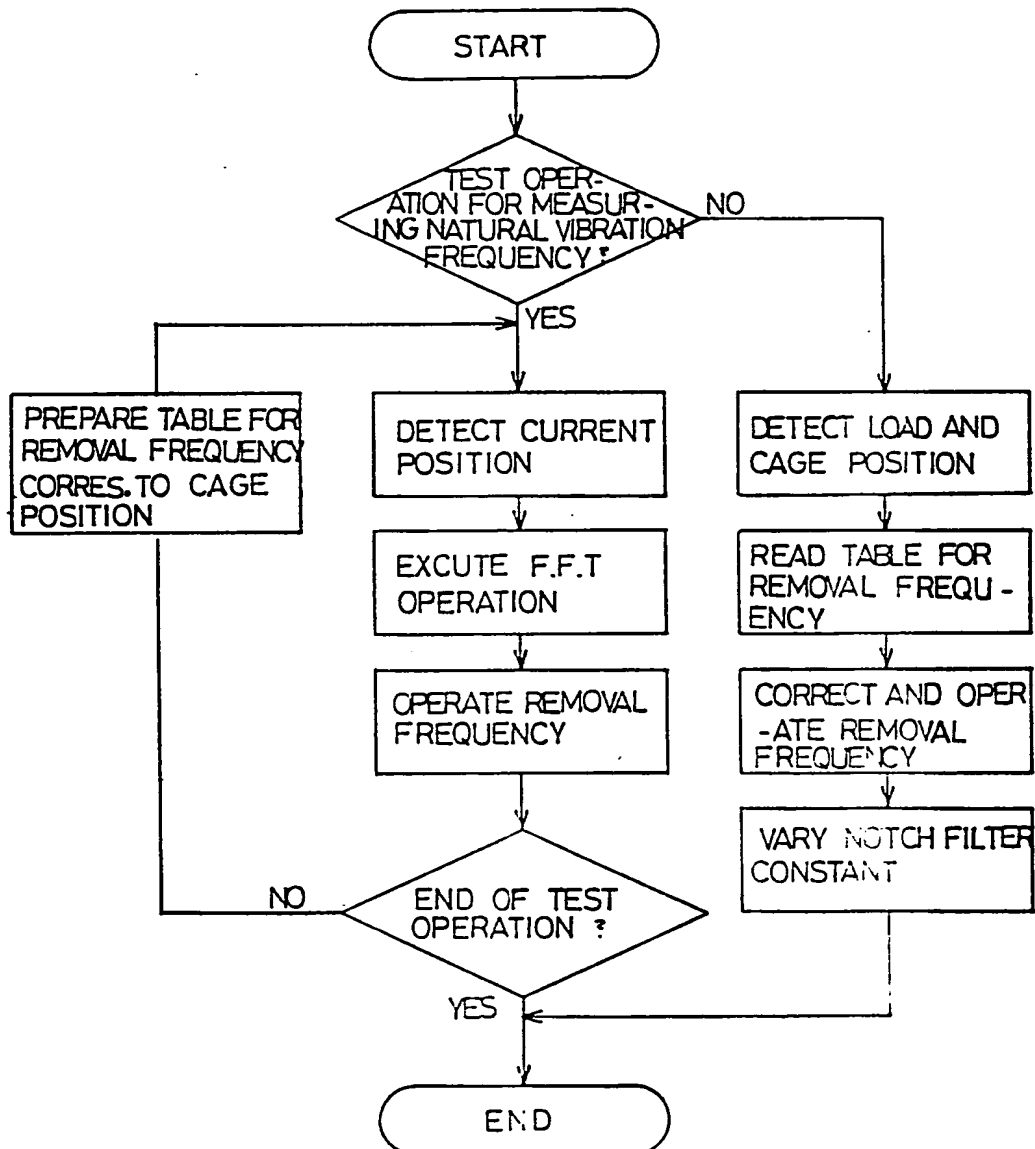 START
TEST OPER-
ATION FOR MEASUR-
ING NATURAL VIBRATION
FREQUENCY ?
NO
YES
PREPARE TABLE FOR
REMOVAL FREQUENCY
CORRES. TO CAGE
POSITION
DETECT CURRENT
POSITION
DETECT LOAD AND
CAGE POSITION
EXCUTE F.F.T
OPERATION
READ TABLE FOR
REMOVAL FREQU-
ENCY
OPERATE REMOVAL
FREQUENCY
CORRECT AND OPER
-ATE REMOVAL
FREQUENCY
VARY NOTCH FILTER
CONSTANT
NO
END OF TEST
OPERATION ?
YES
END